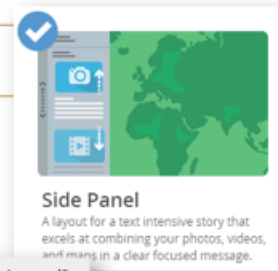 Side Panel
A layout for a text intensive story that
excels at combining your photos, videos,
and maps in a clear focused message.